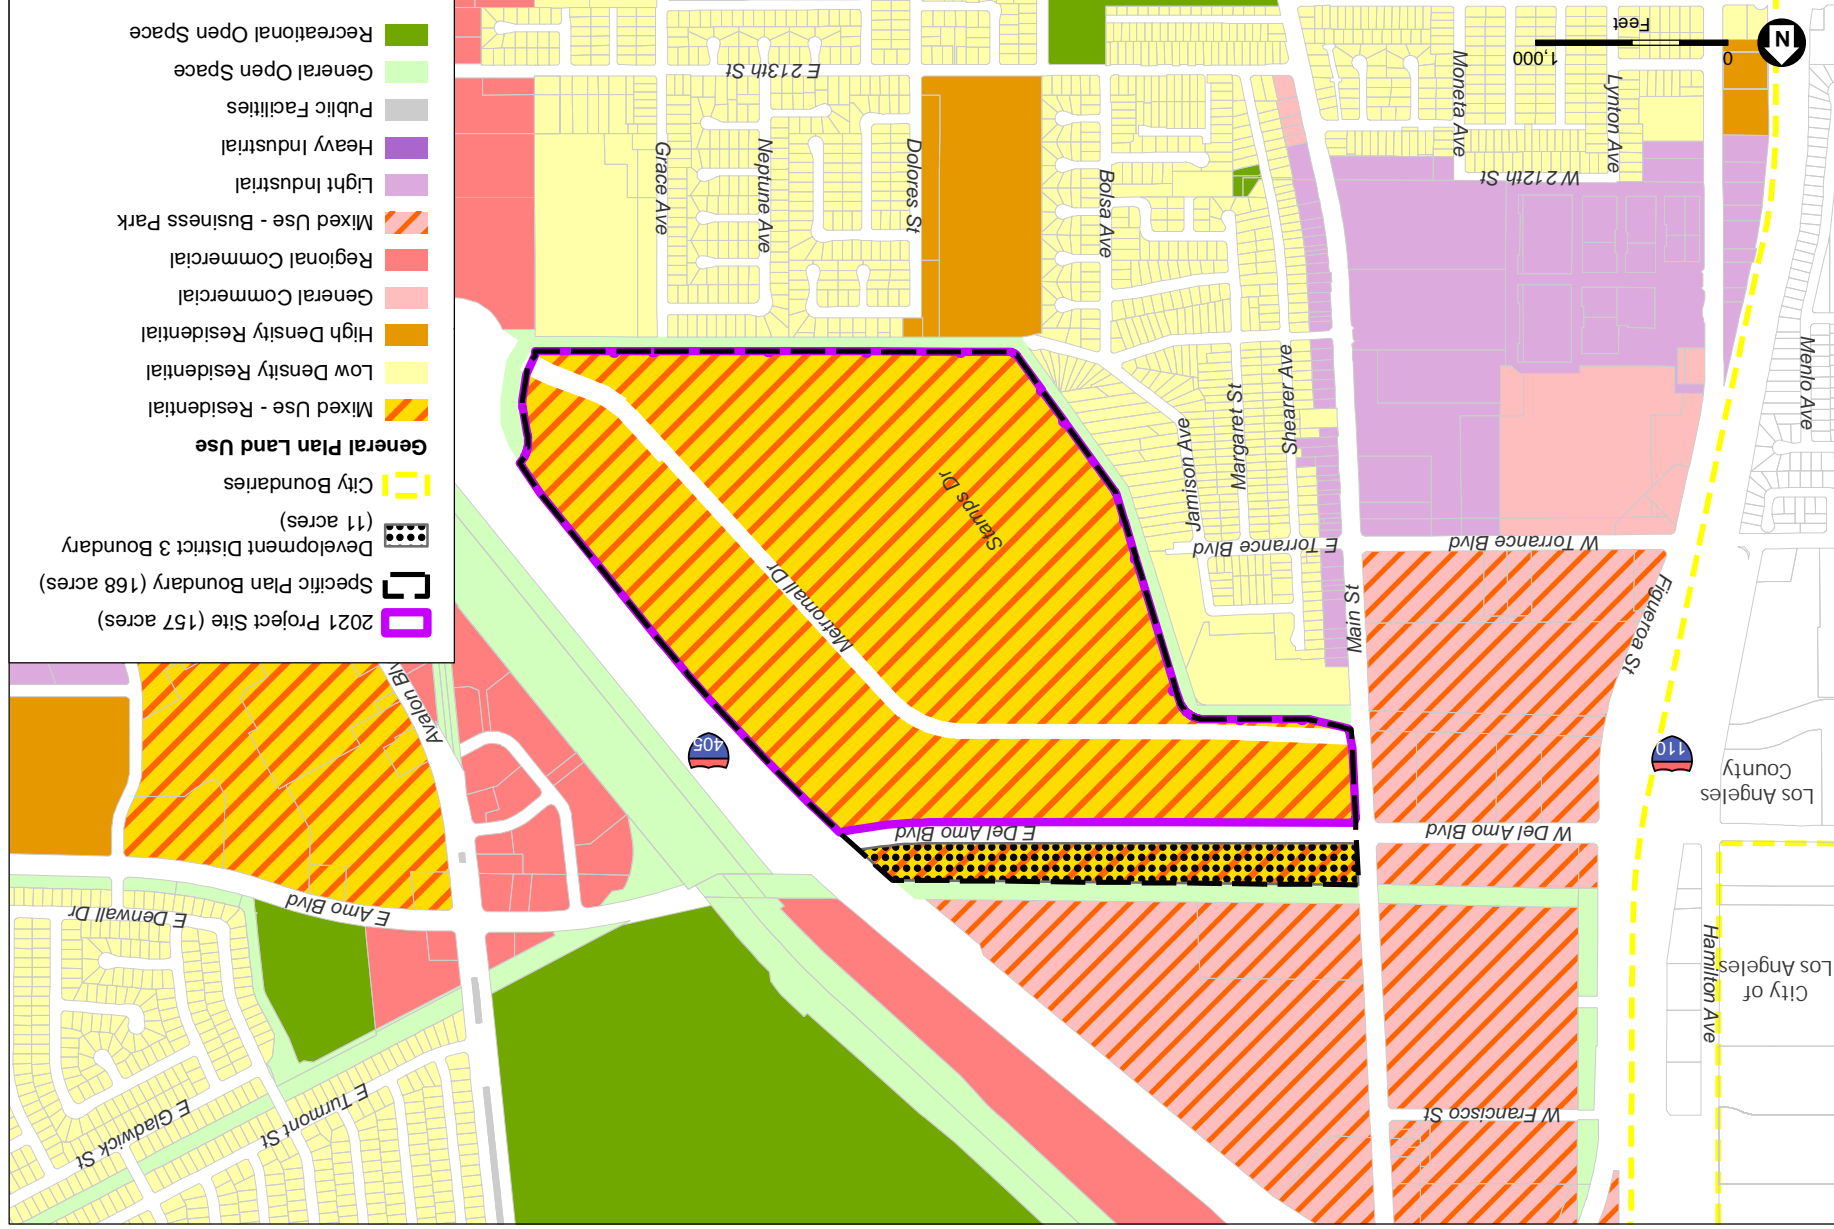 W Francisco St
E Turmont St
E Gladwick St
City of
Los Angeles
Hamilton Ave
E Denwall Dr
E Amo Blvd
W Del Amo Blvd
E Del Amo Blvd
Los Angeles
County
110
405
Avalon Blv
Figueroa St
Main St
Metromall Dr
W Torrance Blvd
E Torrance Blvd
Stamps Dr
Jamison Ave
Margaret St
Shearer Ave
Menlo Ave
Bolsa Ave
Dolores St
Neptune Ave
Grace Ave
W 212th St
Lynton Ave
Moneta Ave
E 213th St
N
0
1,000
Feet
2021 Project Site (157 acres)
Specific Plan Boundary (168 acres)
Development District 3 Boundary
(11 acres)
City Boundaries
General Plan Land Use
Mixed Use - Residential
Low Density Residential
High Density Residential
General Commercial
Regional Commercial
Mixed Use - Business Park
Light Industrial
Heavy Industrial
Public Facilities
General Open Space
Recreational Open Space